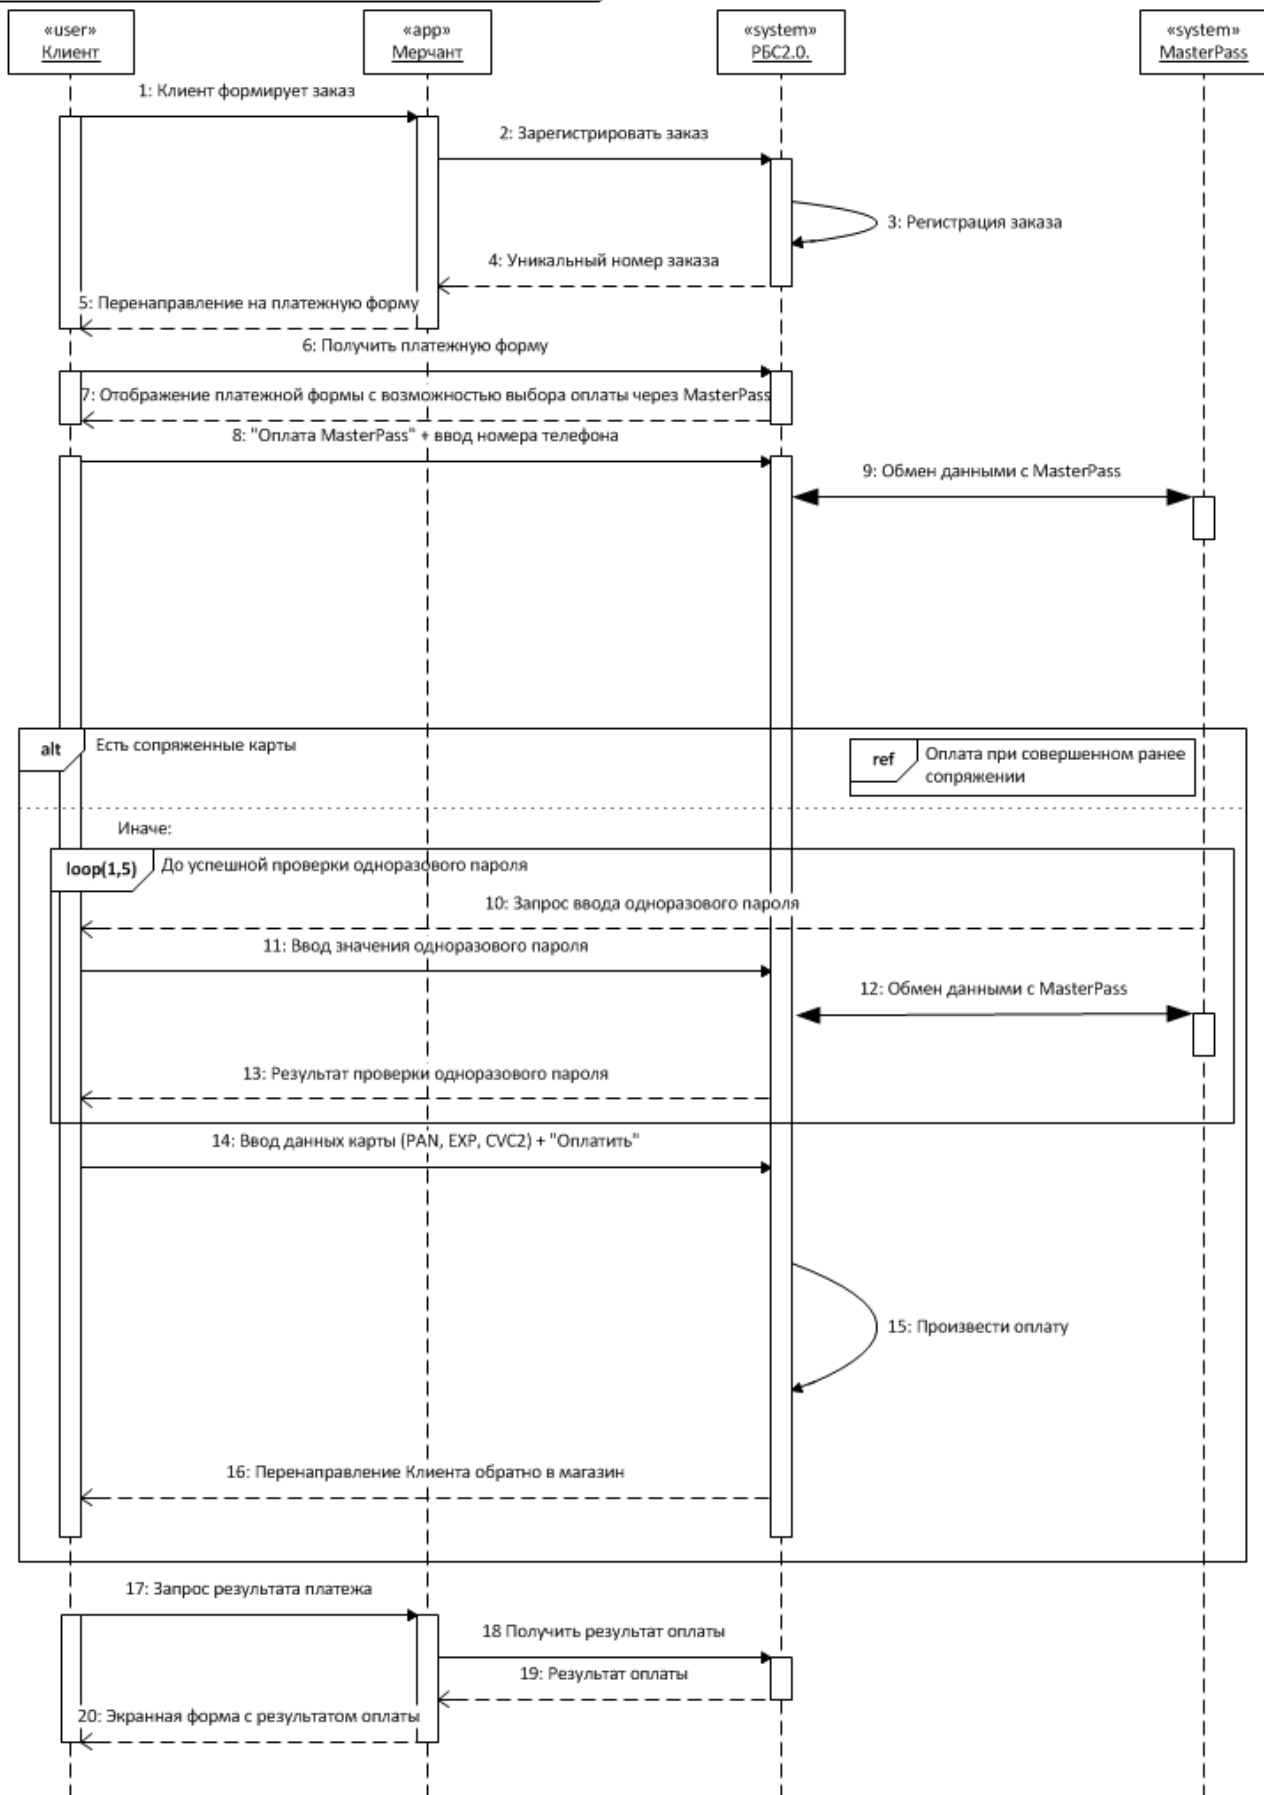 «user»
Клиент
«app»
Мерчант
«system»
РБС2.0.
«system»
MasterPass
1: Клиент формирует заказ
2: Зарегистрировать заказ
3: Регистрация заказа
4: Уникальный номер заказа
5: Перенаправление на платежную форму
6: Получить платежную форму
7: Отображение платежной формы с возможностью выбора оплаты через MasterPass
8: "Оплата MasterPass" + ввод номера телефона
9: Обмен данными с MasterPass
alt
Есть сопряженные карты
ref
Оплата при совершенном ранее
сопряжении
Иначе:
loop(1,5)
До успешной проверки одноразового пароля
10: Запрос ввода одноразового пароля
11: Ввод значения одноразового пароля
12: Обмен данными с MasterPass
13: Результат проверки одноразового пароля
14: Ввод данных карты (PAN, EXP, CVC2) + "Оплатить"
15: Произвести оплату
16: Перенаправление Клиента обратно в магазин
17: Запрос результата платежа
18 Получить результат оплаты
19: Результат оплаты
20: Экранная форма с результатом оплаты